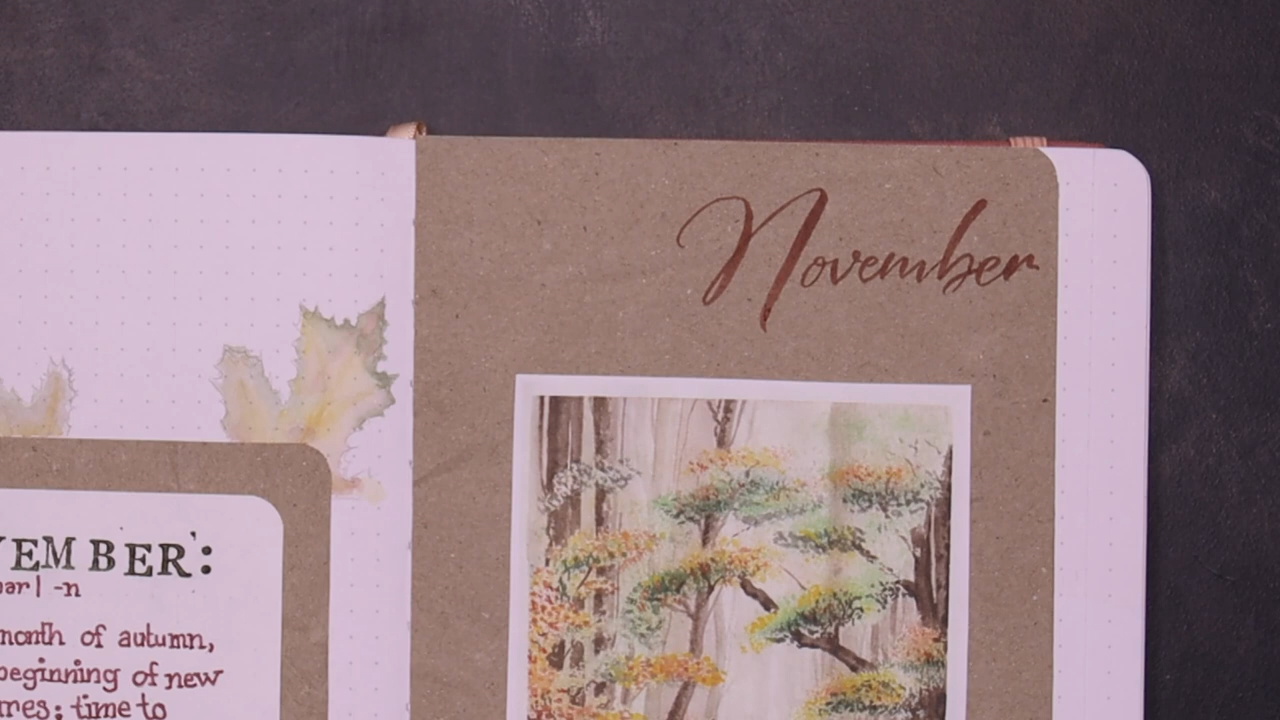 November
VEMBER:
-n
month of autumn,
beginning of new
time to